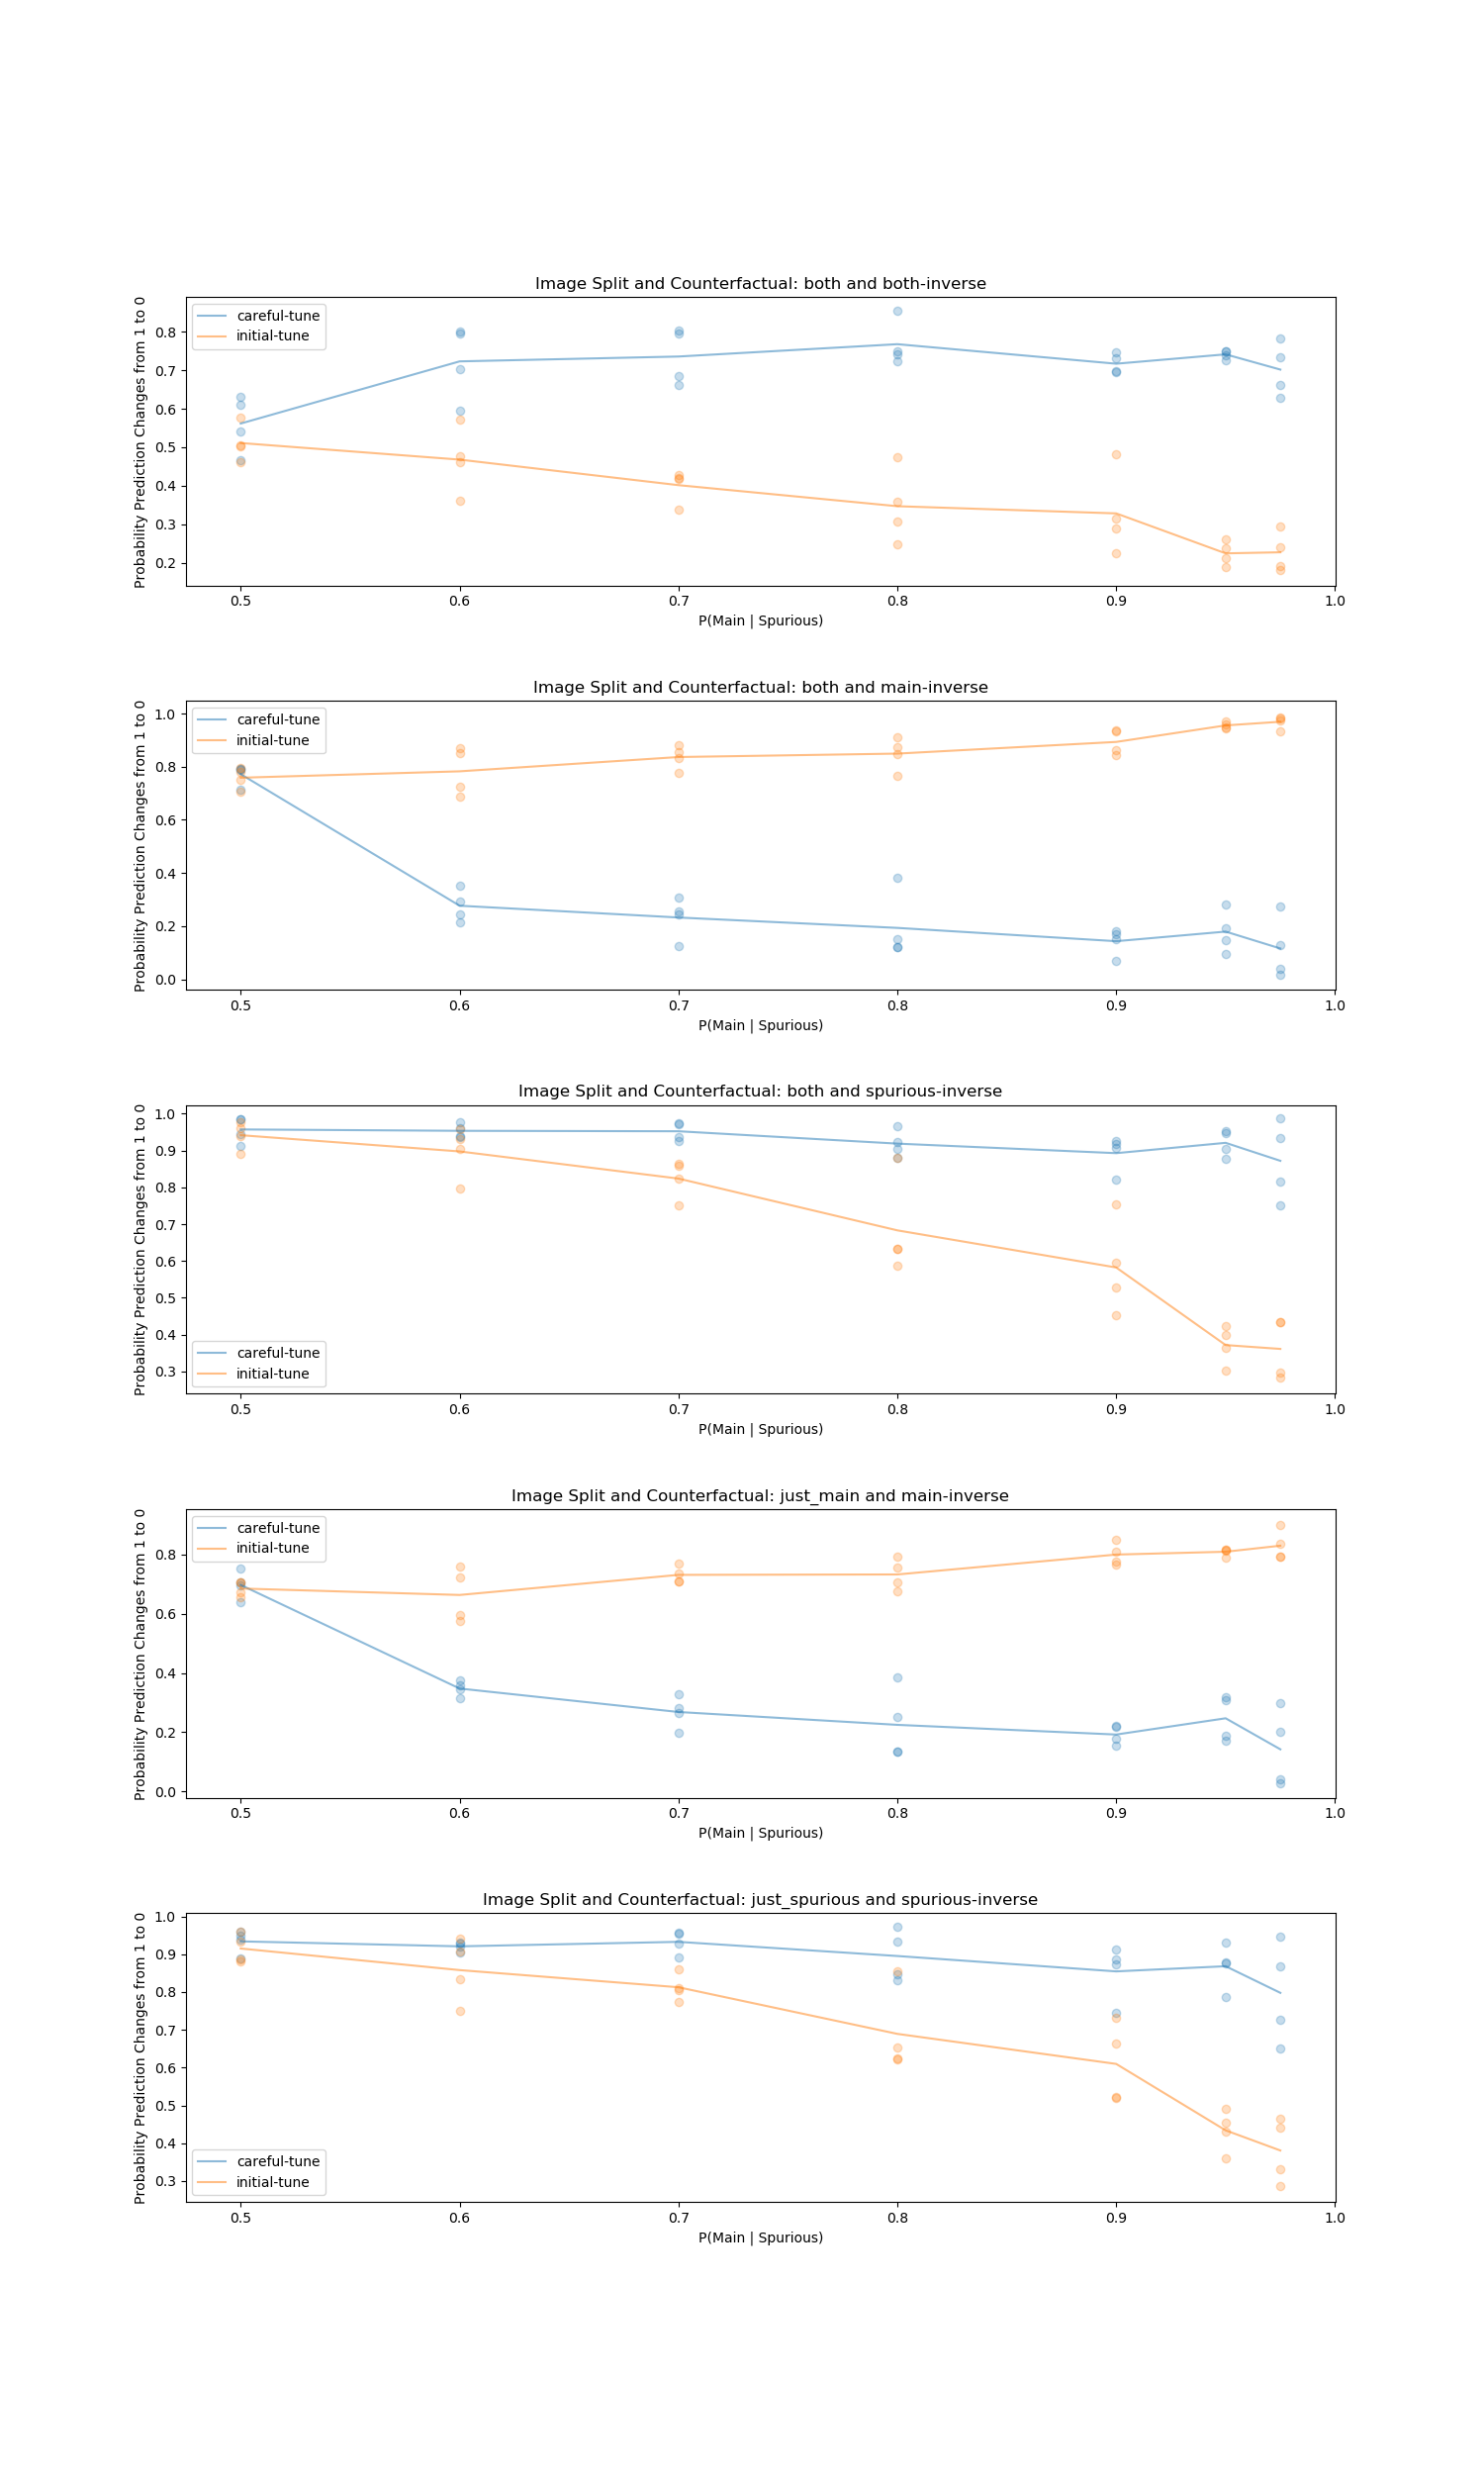 Image Split and Counterfactual: both and both-inverse
Probability Prediction Changes from 1 to 0
careful-tune
initial-tune
0.8
0.7
0.6
0.5
0.4
0.3
0.2
0.5 0.6 0.7 0.8 0.9 1.0
P(Main | Spurious)
Image Split and Counterfactual: both and main-inverse
Probability Prediction Changes from 1 to 0
careful-tune
initial-tune
1.0
0.8
0.6
0.4
0.2
0.0
0.5 0.6 0.7 0.8 0.9 1.0
P(Main | Spurious)
Image Split and Counterfactual: both and spurious-inverse
Probability Prediction Changes from 1 to 0
1.0
0.9
0.8
0.7
0.6
0.5
0.4
0.3
careful-tune
initial-tune
0.5 0.6 0.7 0.8 0.9 1.0
P(Main | Spurious)
Image Split and Counterfactual: just_main and main-inverse
Probability Prediction Changes from 1 to 0
careful-tune
initial-tune
0.8
0.6
0.4
0.2
0.0
0.5 0.6 0.7 0.8 0.9 1.0
P(Main | Spurious)
Image Split and Counterfactual: just_spurious and spurious-inverse
Probability Prediction Changes from 1 to 0
1.0
0.9
0.8
0.7
0.6
0.5
0.4
0.3
careful-tune
initial-tune
0.5 0.6 0.7 0.8 0.9 1.0
P(Main | Spurious)